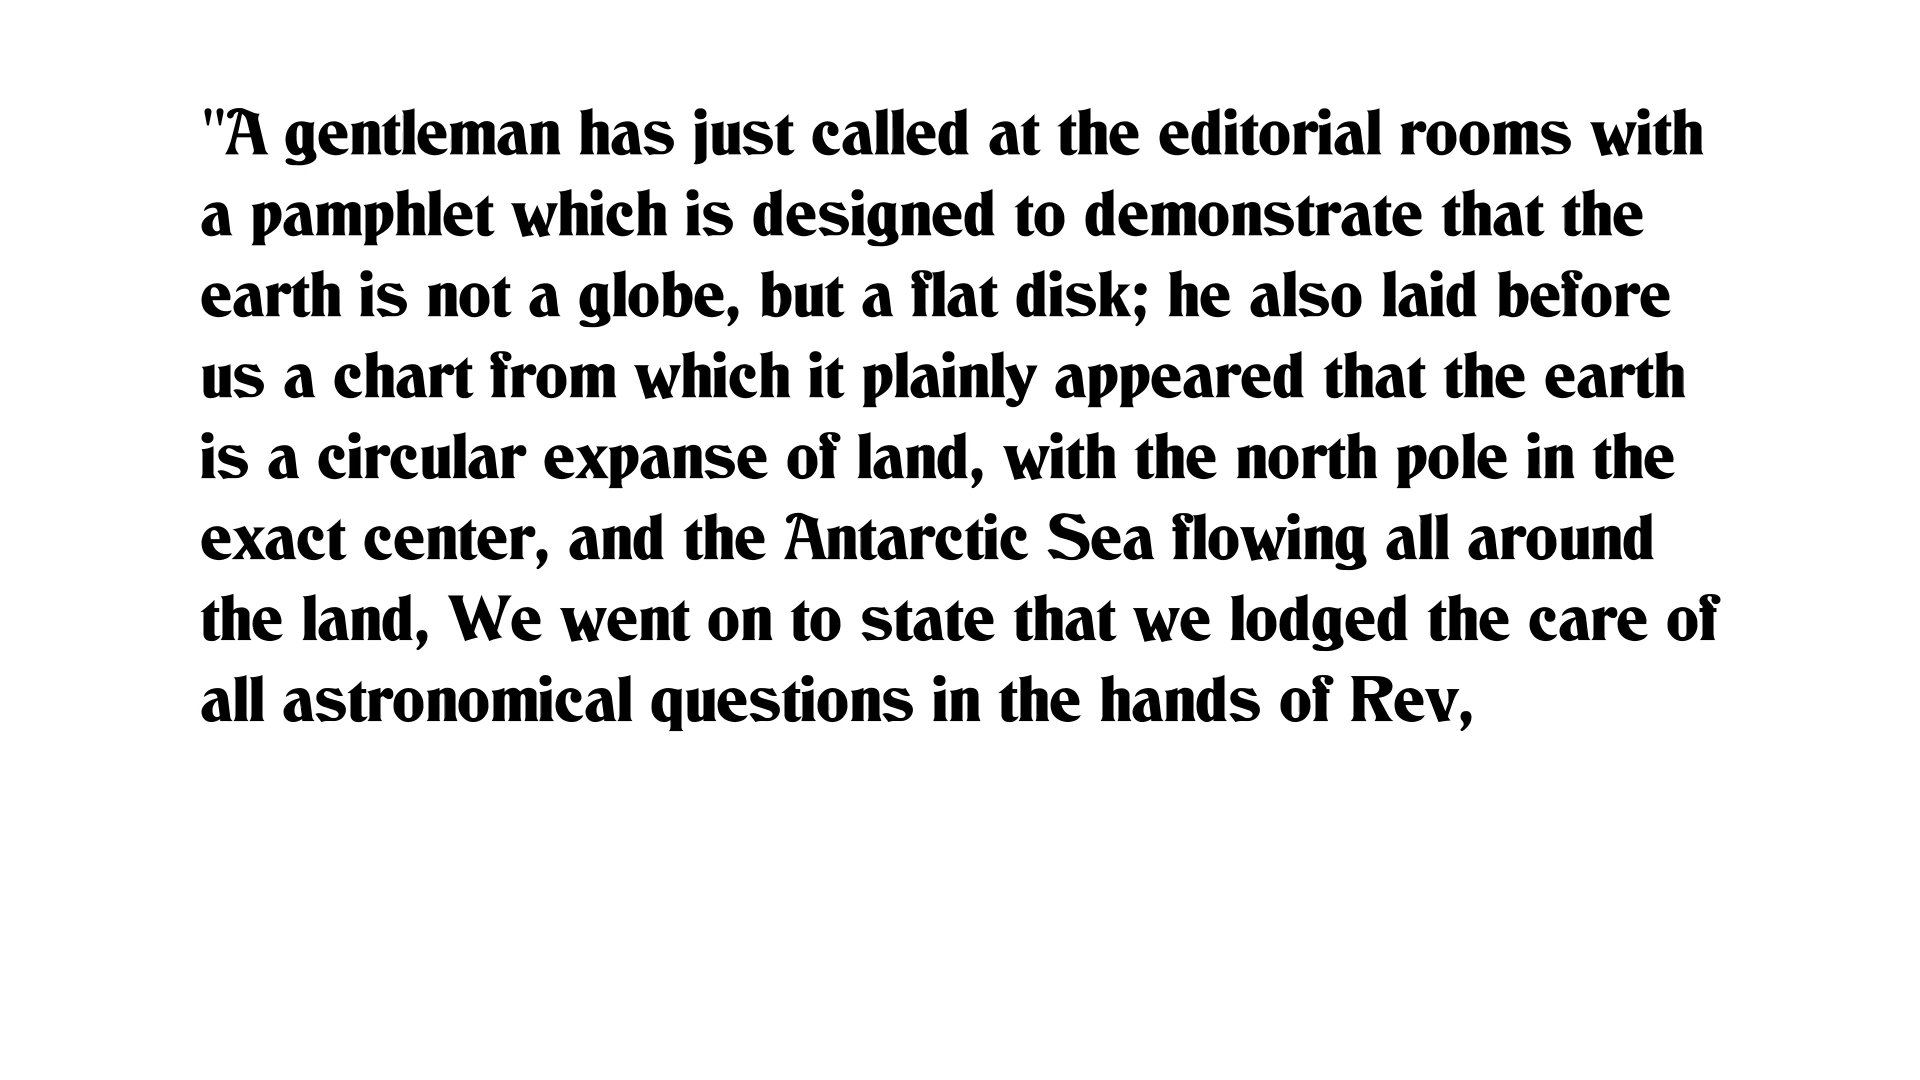 "A gentleman has just called at the editorial rooms with
a pamphlet which is designed to demonstrate that the
earth is not a globe, but a flat disk; he also laid before
us a chart from which it plainly appeared that the earth
is a circular expanse of land, with the north pole in the
exact center, and the Antarctic Sea flowing all around
the land, We went on to state that we lodged the care of
all astronomical questions in the hands of Rev,